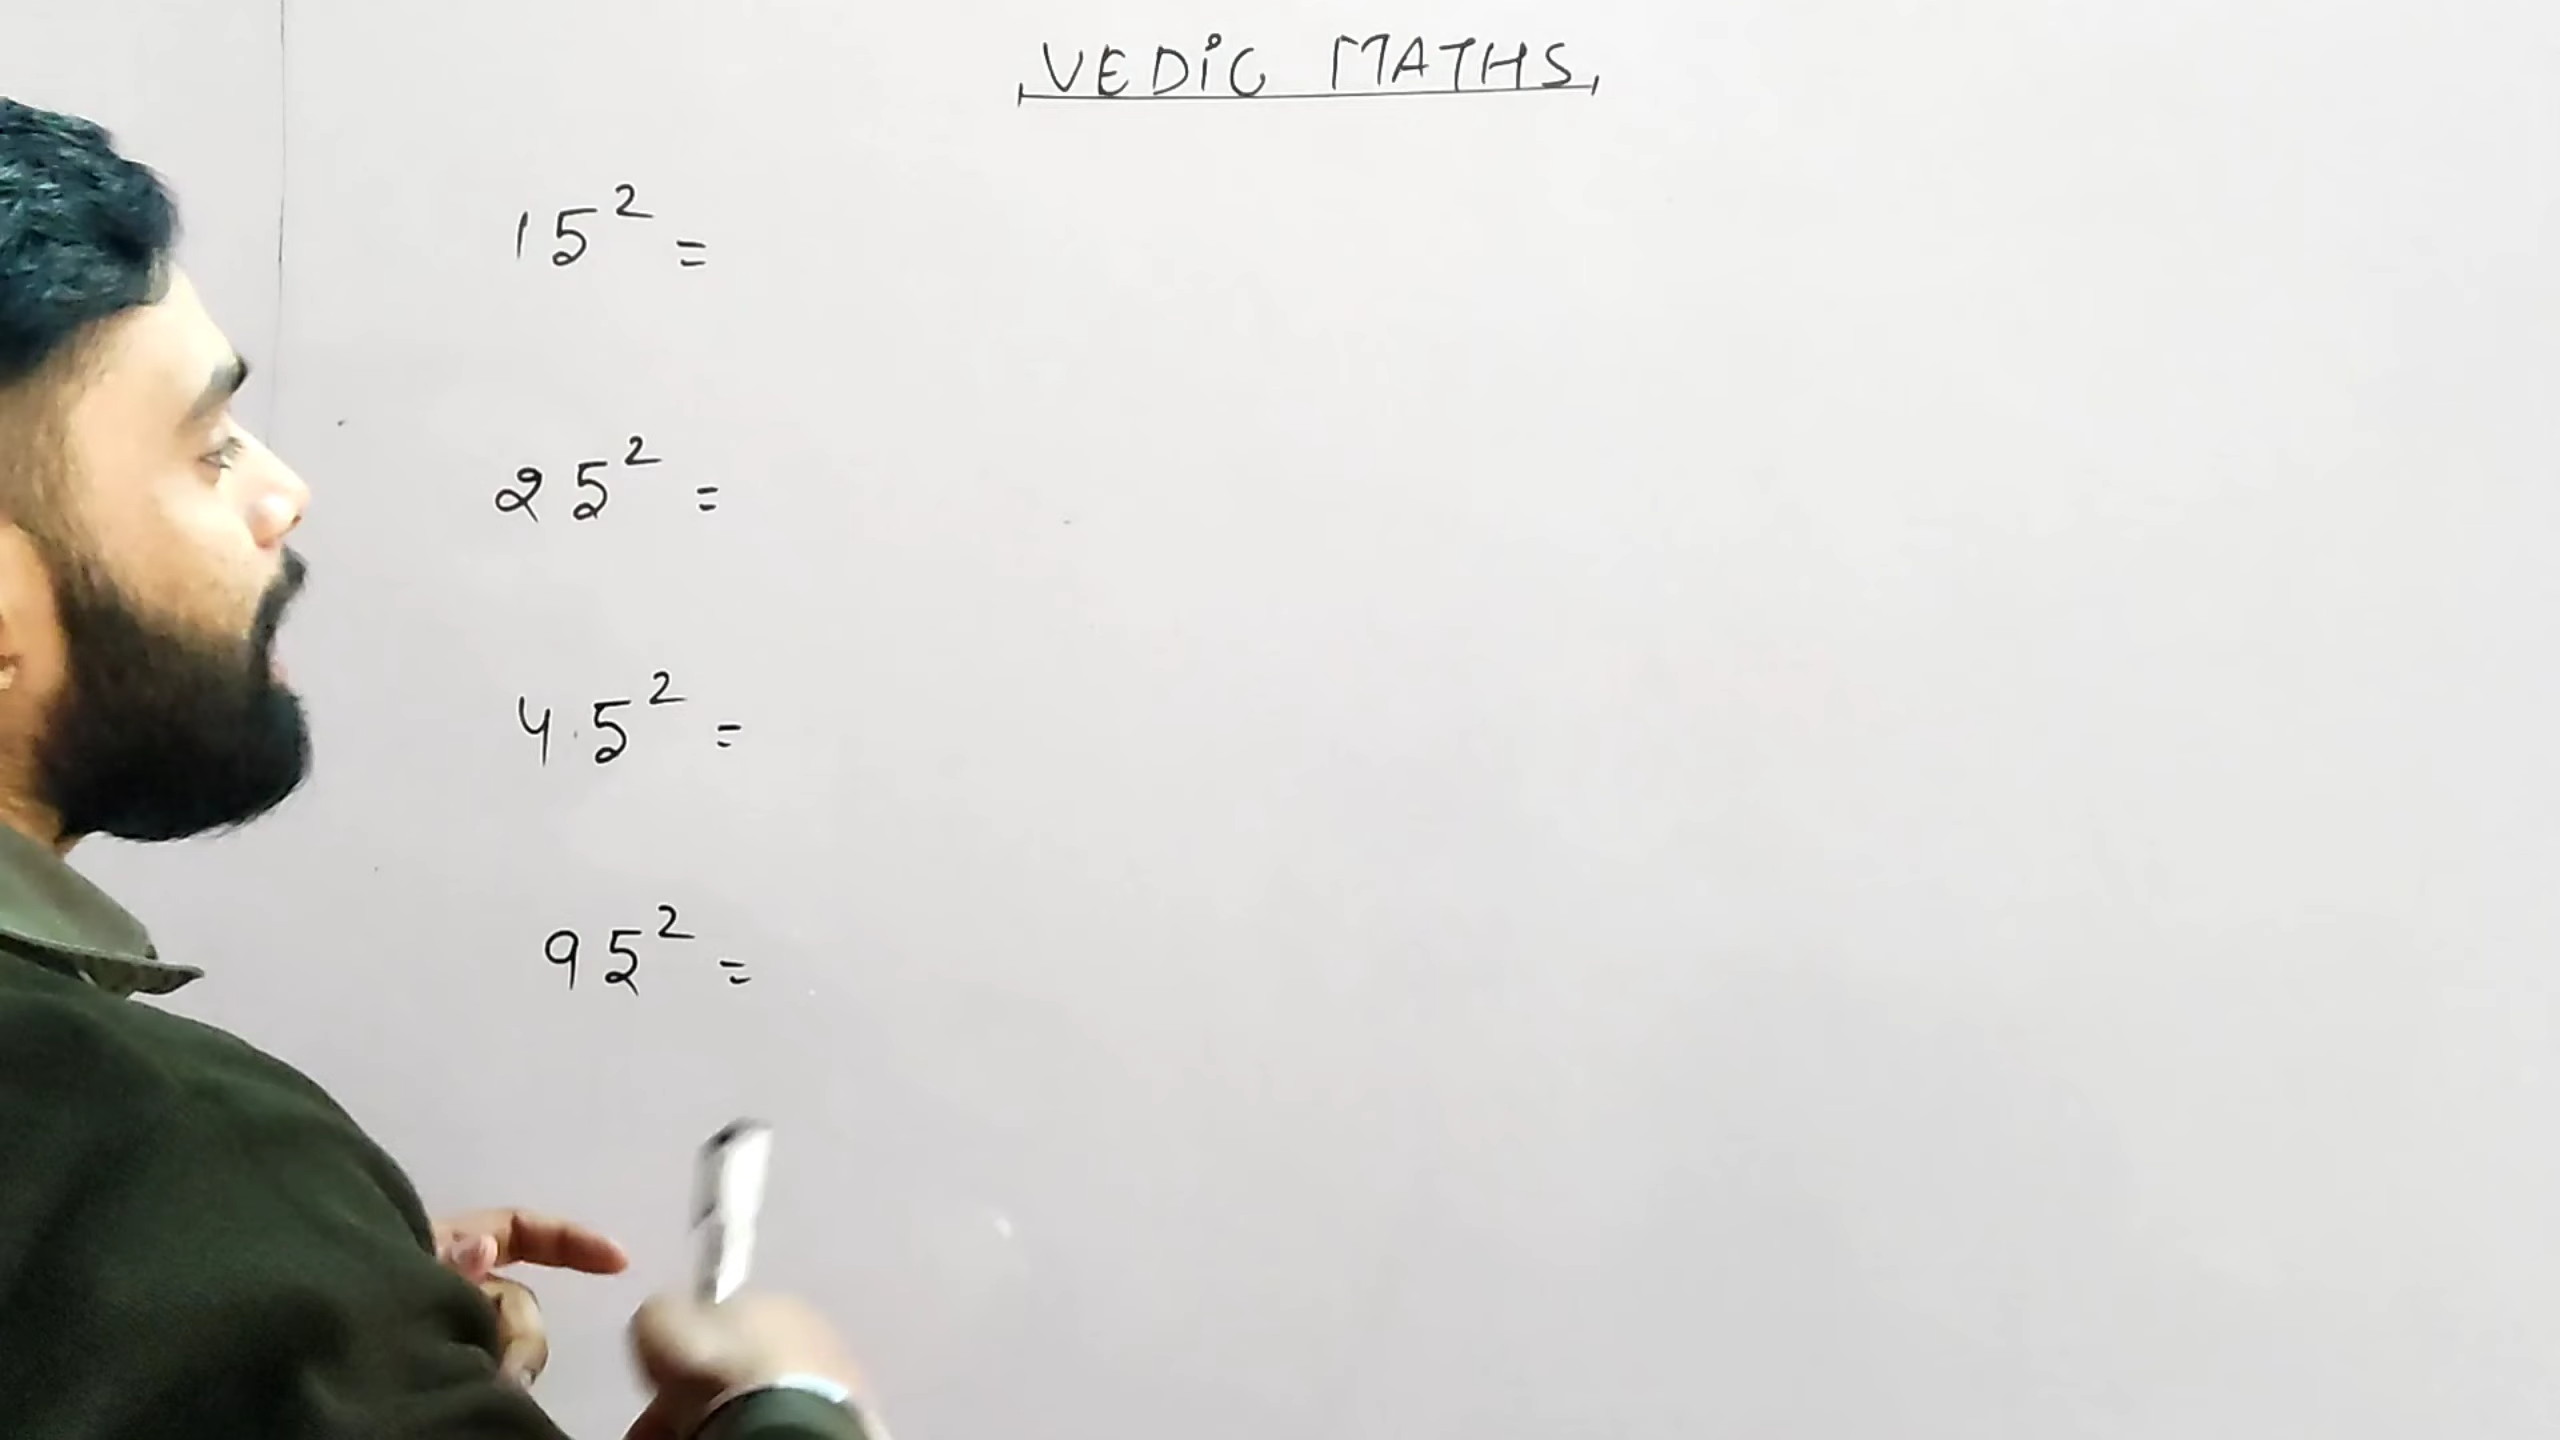 VEDiC MATHS
15² =
25² =
45² =
95² =